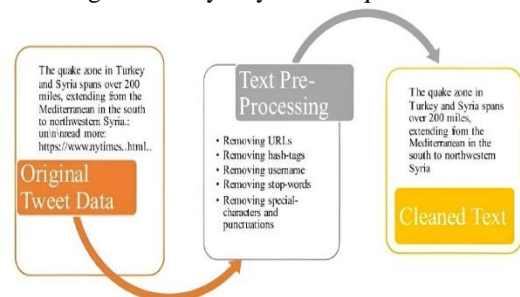 The quake zone in Turkey
and Syria spans over 200
miles, extending from the
Mediterranean in the south
to northwestern Syria.:
un\n\nread more:
https://www.nytimes..html..
Original
Tweet Data
Text Pre-
Processing
• Removing URLs
• Removing hash-tags
• Removing username
• Removing stop-words
• Removing special-
characters and
punctuations
The quake zone in
Turkey and Syria spans
over 200 miles,
extending from the
Mediterranean in the
south to northwestern
Syria
Cleaned Text